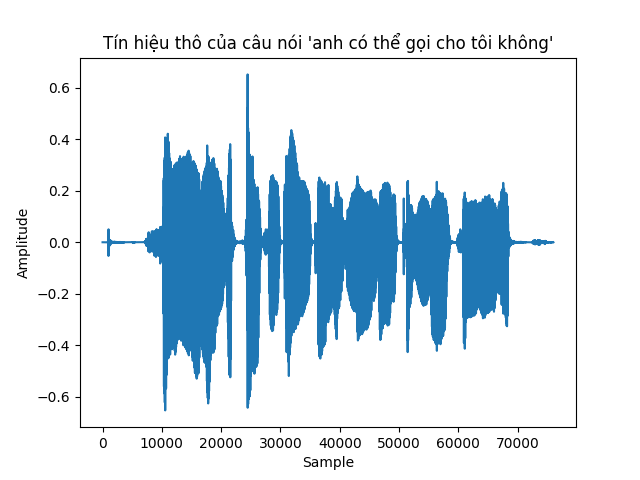 Tín hiệu thô của câu nói 'anh có thể gọi cho tôi không'
0.6
0.4
0.2
0.0
−0.2
−0.4
−0.6
Amplitude
0 10000 20000 30000 40000 50000 60000 70000
Sample